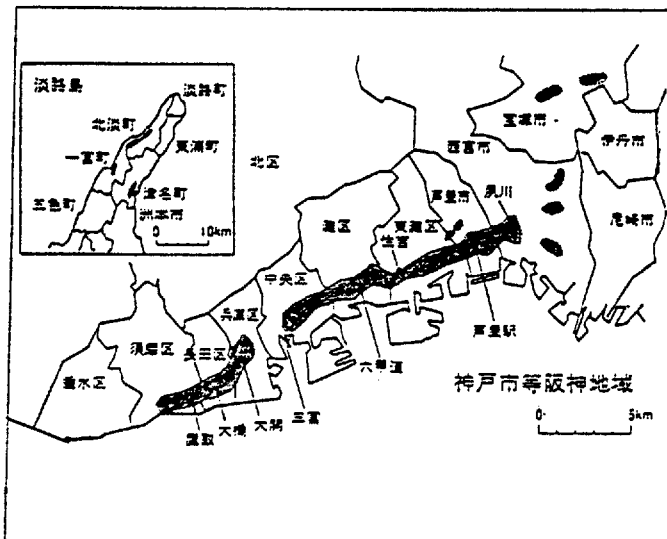 淡路島
淡路町
北淡町
東浦町
一宮町
五色町
津名町
洲本市
0 10km
北区
宝塚市
伊丹市
西宮市
尼崎市
芦屋市
夙川
灘区
東灘区
住吉
中央区
兵庫区
長田区
須磨区
垂水区
芦屋駅
六甲道
三宮
大開
大橋
鷹取
神戸市等阪神地域
0 5km